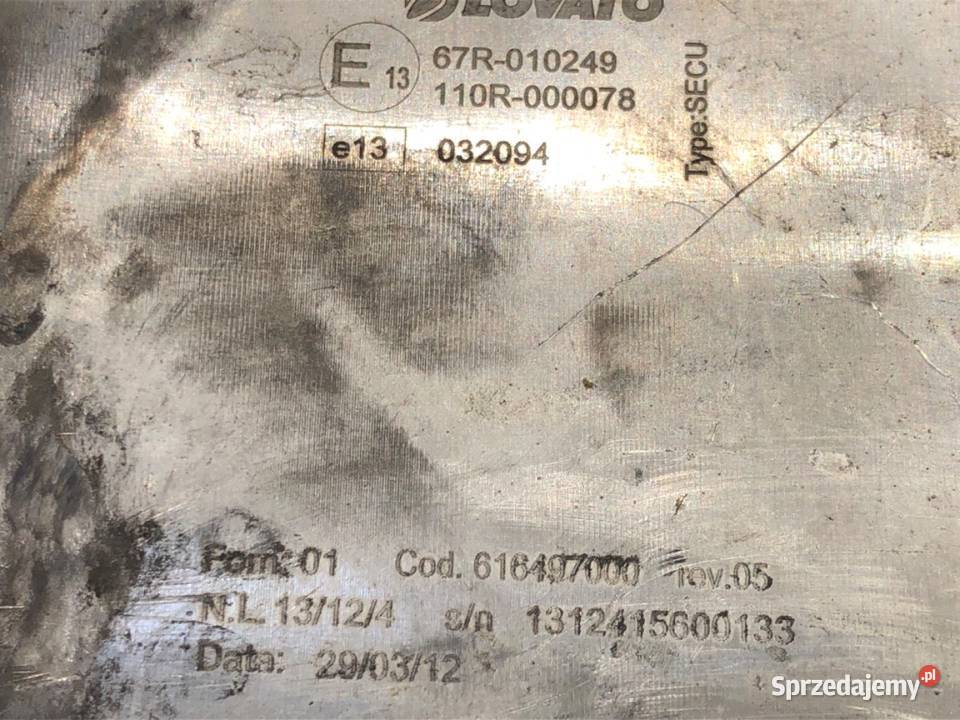 LOVATO
E 13 67R-010249
110R-000078
e13 032094
Type:SECU
Forn: 01 Cod. 616497000 rev.05
N.L. 13/12/4 s/n 1312415600133
Data: 29/03/12
Sprzedajemy.pl